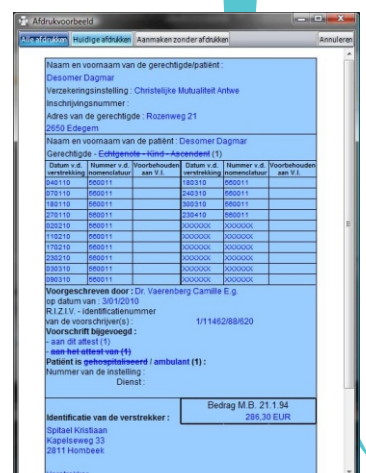 Afdrukvoorbeeld
Alle afdrukken Huidige afdrukken Aanmaken zonder afdrukken Annuleren
Naam en voornaam van de gerechtigde/patiënt :
Desomer Dagmar
Verzekeringsinstelling : Christelijke Mutualiteit Antwe
Inschrijvingsnummer :
Adres van de gerechtigde : Rozenweg 21
2650 Edegem
Naam en voornaam van de patiënt : Desomer Dagmar
Gerechtigde - Echtgenote - Kind - Ascendent (1)
Datum v.d. verstrekking Nummer v.d. nomenclatuur Voorbehouden aan V.I. Datum v.d. verstrekking Nummer v.d. nomenclatuur Voorbehouden aan V.I.
040110 560011 180310 560011
070110 560011 240310 560011
180110 560011 300310 560011
270110 560011 230410 560011
020210 560011 XXXXXX XXXXXX
110210 560011 XXXXXX XXXXXX
170210 560011 XXXXXX XXXXXX
230210 560011 XXXXXX XXXXXX
030310 560011 XXXXXX XXXXXX
090310 560011 XXXXXX XXXXXX
Voorgeschreven door : Dr. Vaerenberg Camille E.g.
op datum van : 3/01/2010
R.I.Z.I.V. - identificatienummer
van de voorschrijver(s) : 1/11462/88/620
Voorschrift bijgevoegd :
- aan dit attest (1)
- aan het attest van (1)
Patiënt is gehospitaliseerd / ambulant (1) :
Nummer van de instelling :
Dienst :
Bedrag M.B. 21.1.94
Identificatie van de verstrekker : 286,30 EUR
Spitael Kristiaan
Kapelseweg 33
2811 Hombeek